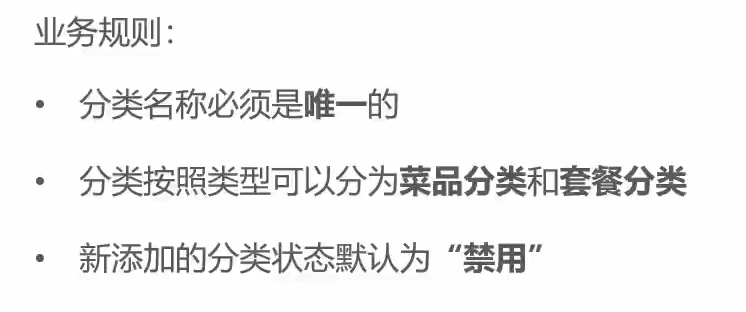 业务规则：
• 分类名称必须是唯一的
• 分类按照类型可以分为菜品分类和套餐分类
• 新添加的分类状态默认为“禁用”